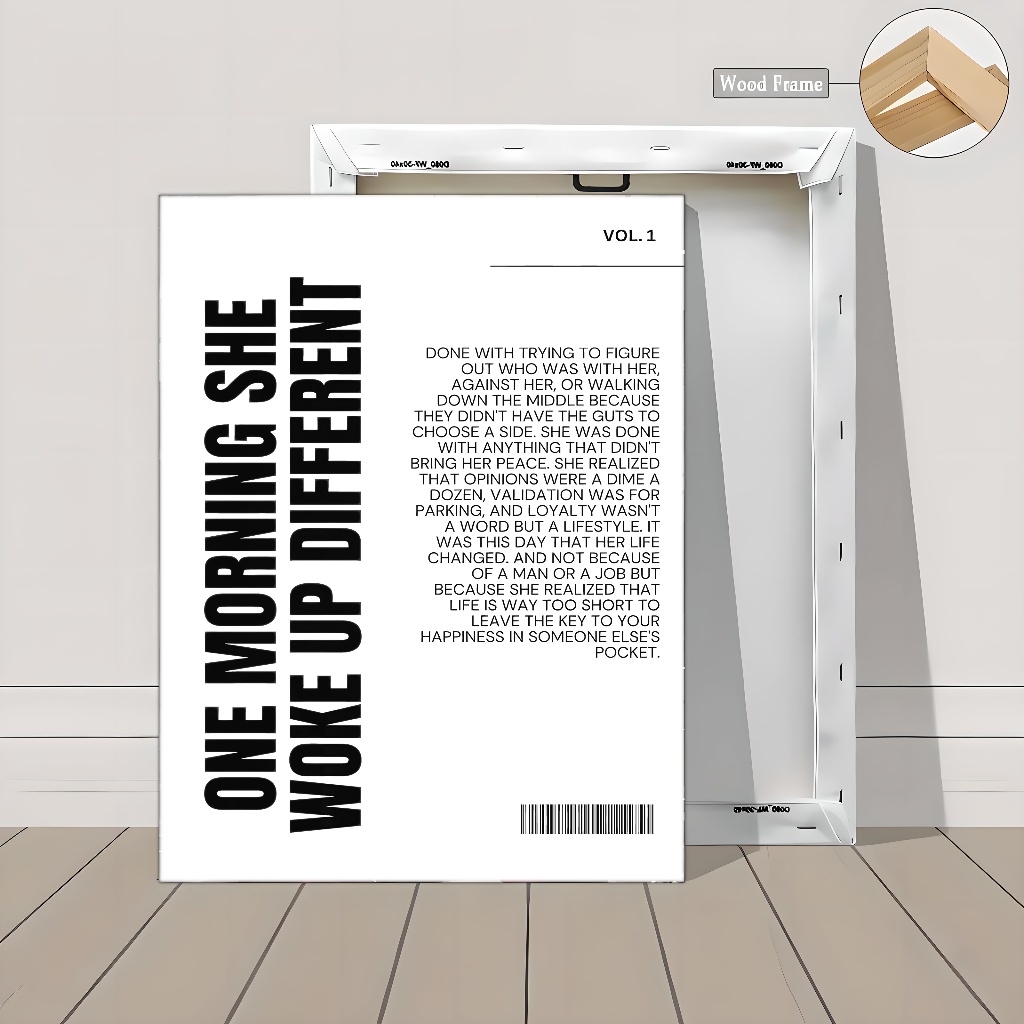 Wood Frame
VOL. 1
ONE MORNING SHE
WOKE UP DIFFERENT
DONE WITH TRYING TO FIGURE
OUT WHO WAS WITH HER,
AGAINST HER, OR WALKING
DOWN THE MIDDLE BECAUSE
THEY DIDN'T HAVE THE GUTS TO
CHOOSE A SIDE. SHE WAS DONE
WITH ANYTHING THAT DIDN'T
BRING HER PEACE. SHE REALIZED
THAT OPINIONS WERE A DIME A
DOZEN, VALIDATION WAS FOR
PARKING, AND LOYALTY WASN'T
A WORD BUT A LIFESTYLE. IT
WAS THIS DAY THAT HER LIFE
CHANGED. AND NOT BECAUSE
OF A MAN OR A JOB BUT
BECAUSE SHE REALIZED THAT
LIFE IS WAY TOO SHORT TO
LEAVE THE KEY TO YOUR
HAPPINESS IN SOMEONE ELSE'S
POCKET.